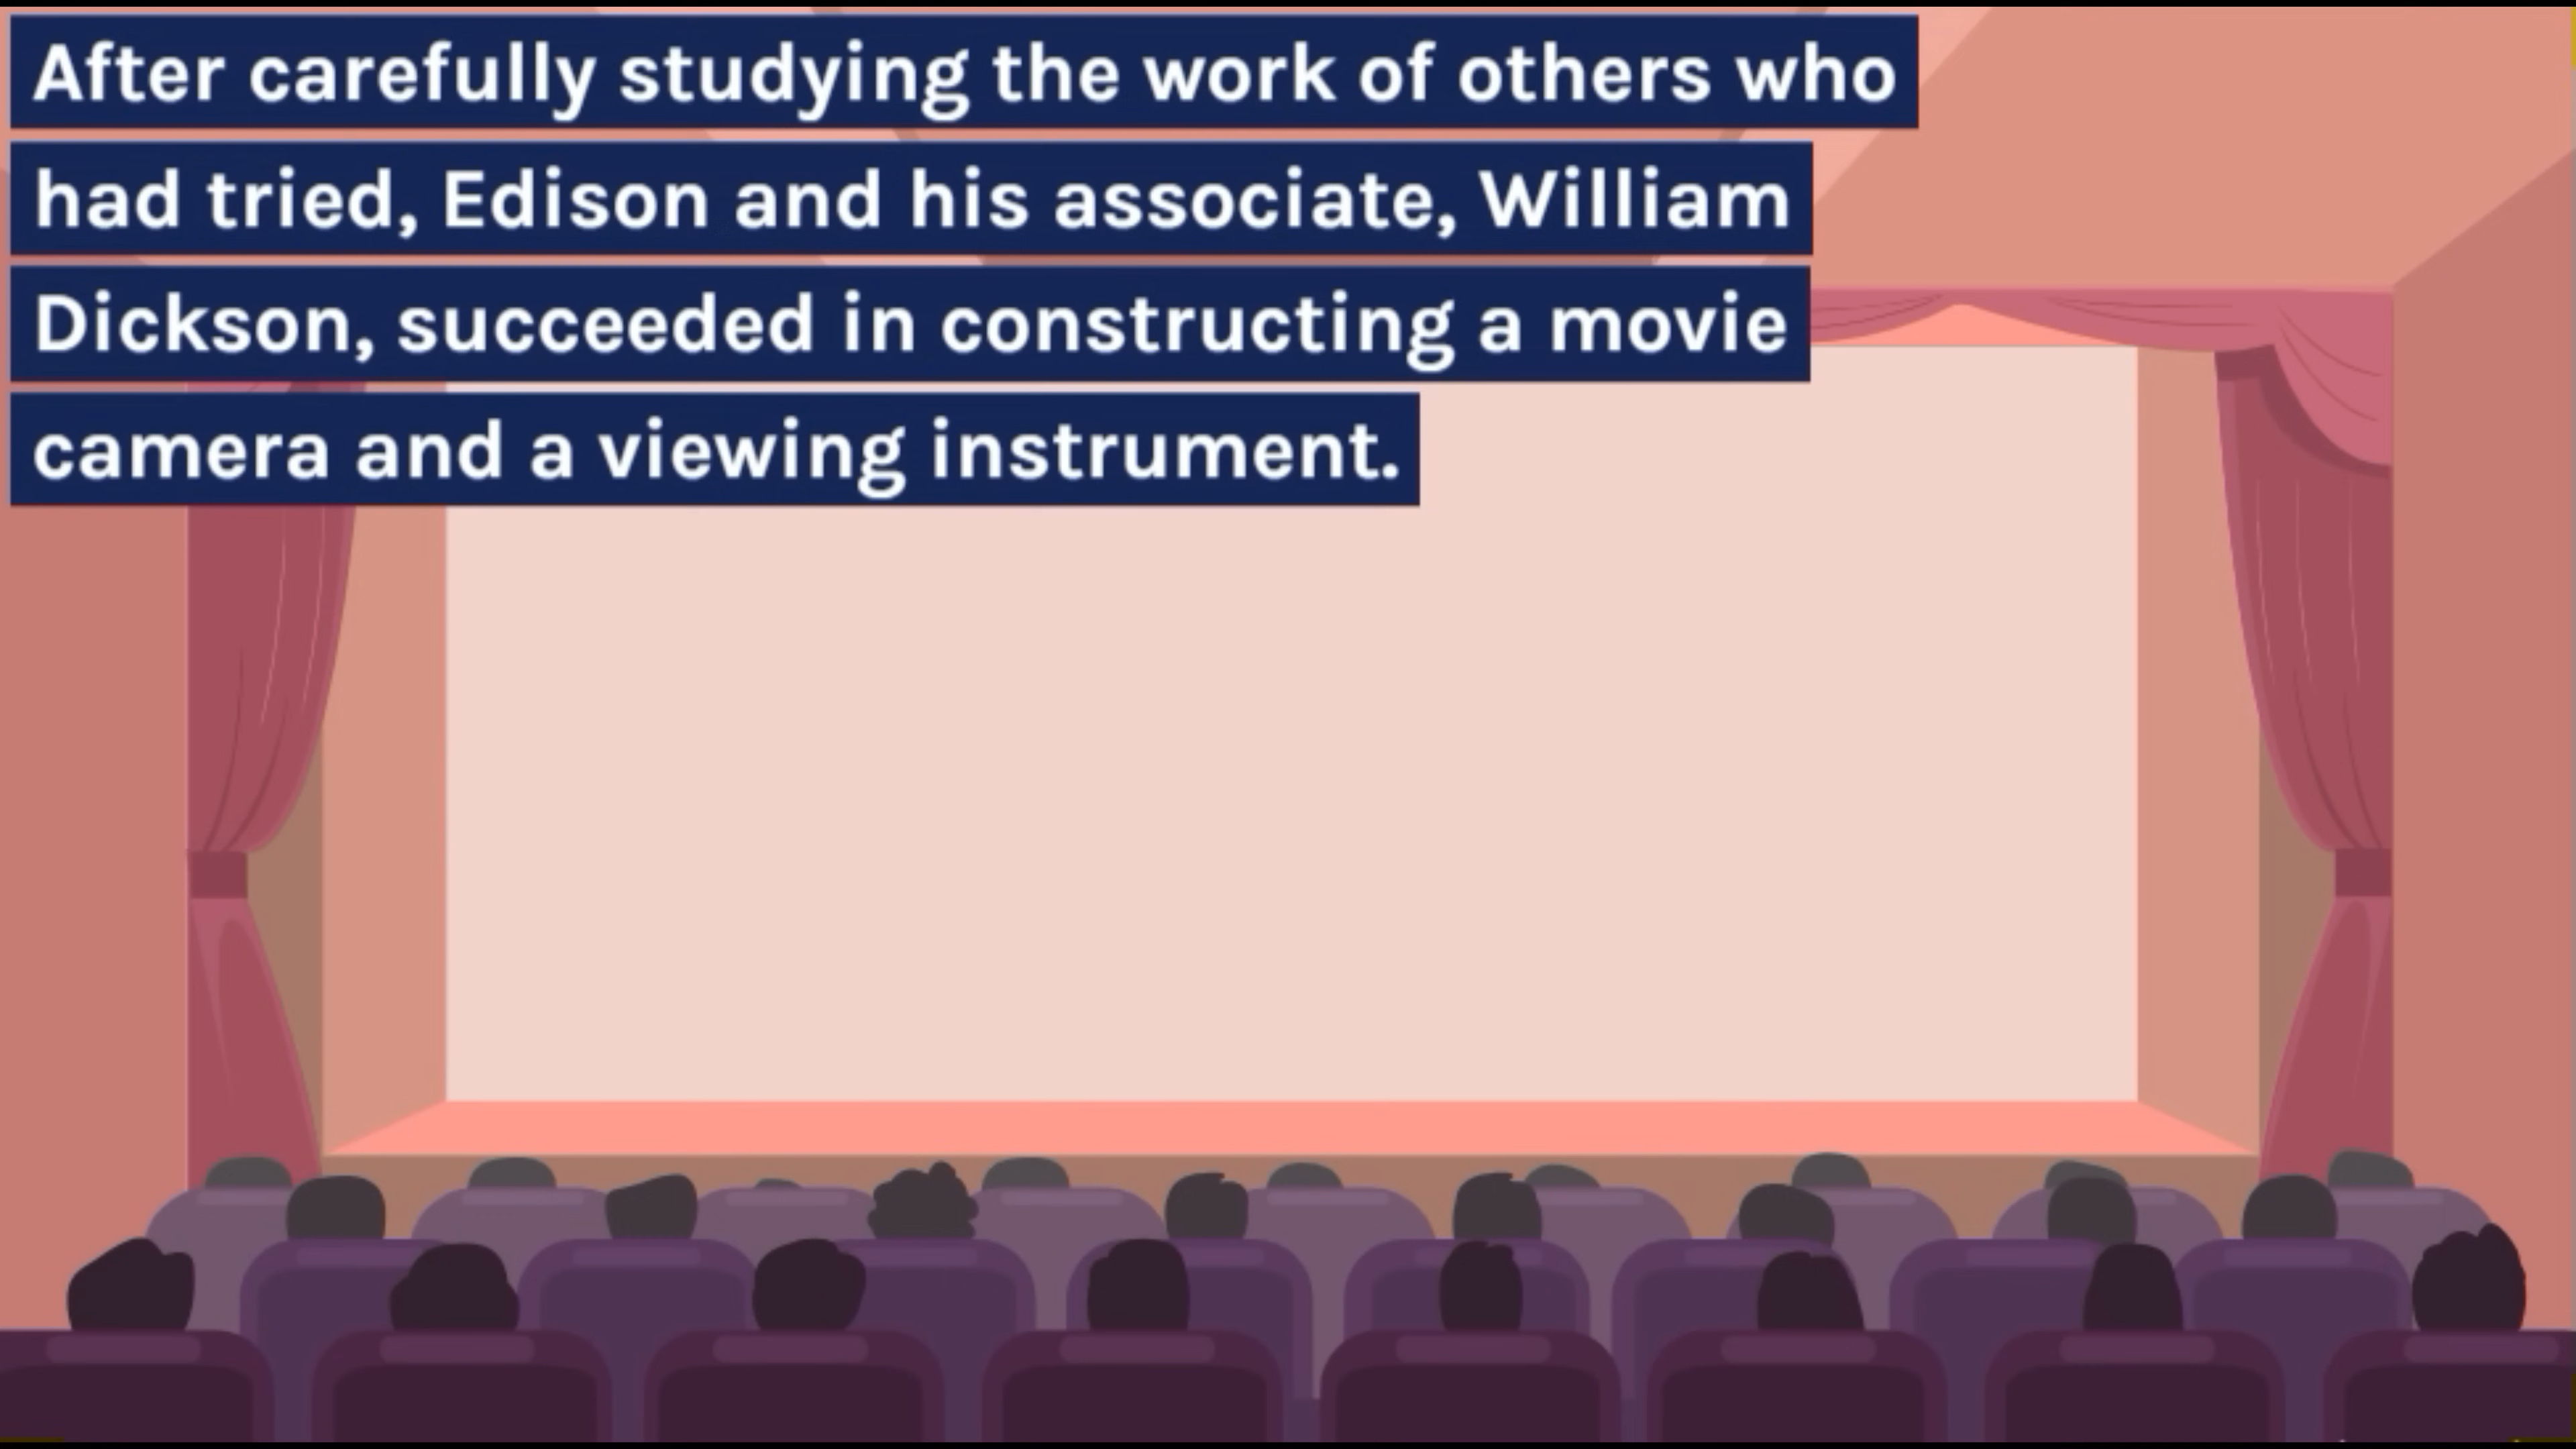 After carefully studying the work of others who
had tried, Edison and his associate, William
Dickson, succeeded in constructing a movie
camera and a viewing instrument.